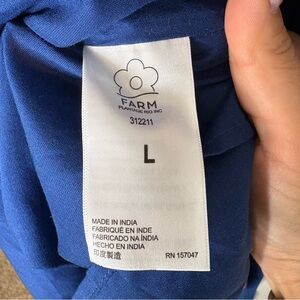 FARM
PLANTAGE RIO INC
312211
L
MADE IN INDIA
FABRIQUÉ EN INDE
FABRICADO NA ÍNDIA
HECHO EN INDIA
印度製造 RN 157047